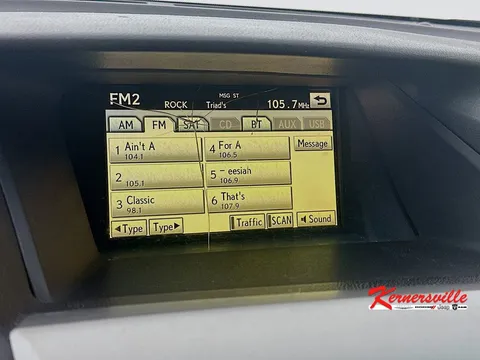 FM2 ROCK MSG ST Triad's 105.7MHz
AM FM SAT CD BT AUX USB
1 Ain't A 104.1
4 For A 106.5
Message
2 105.1
5 - eesiah 106.9
3 Classic 98.1
6 That's 107.9
◄Type Type► Traffic SCAN Sound
Kernersville
Jeep